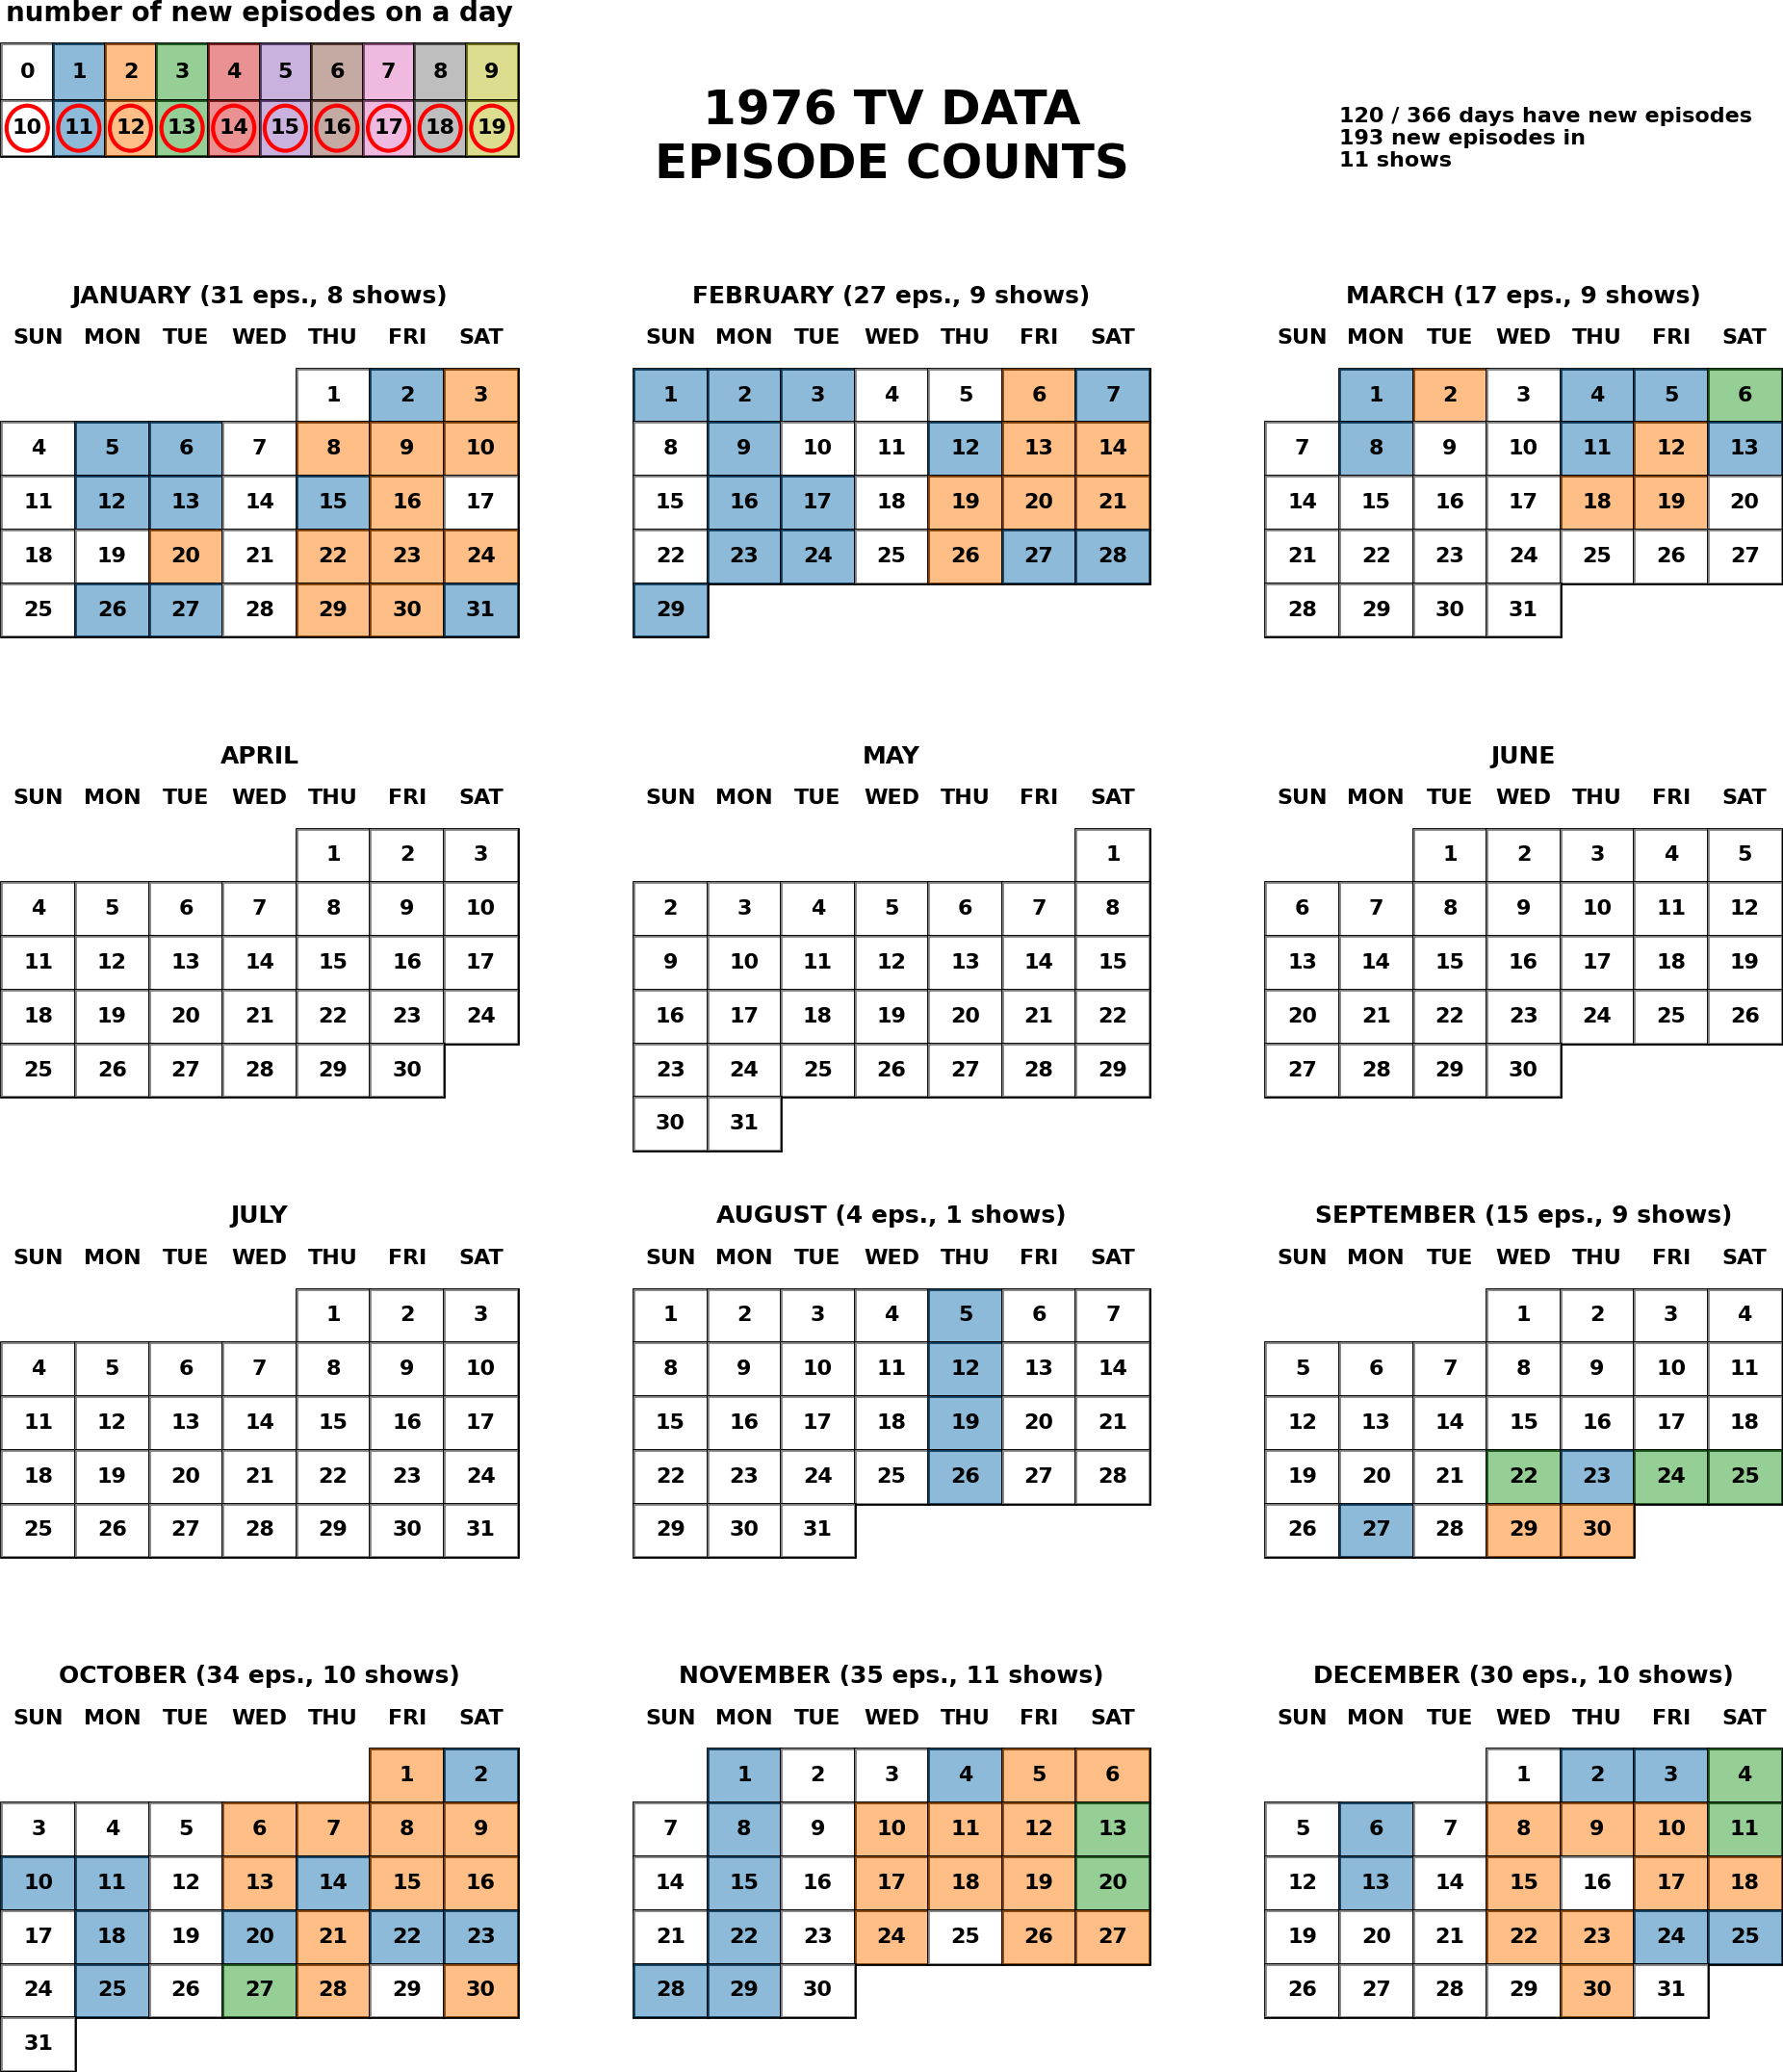 number of new episodes on a day
0 1 2 3 4 5 6 7 8 9
10 11 12 13 14 15 16 17 18 19
1976 TV DATA
EPISODE COUNTS
120 / 366 days have new episodes
193 new episodes in
11 shows
JANUARY (31 eps., 8 shows)
SUN MON TUE WED THU FRI SAT
1 2 3
4 5 6 7 8 9 10
11 12 13 14 15 16 17
18 19 20 21 22 23 24
25 26 27 28 29 30 31
FEBRUARY (27 eps., 9 shows)
SUN MON TUE WED THU FRI SAT
1 2 3 4 5 6 7
8 9 10 11 12 13 14
15 16 17 18 19 20 21
22 23 24 25 26 27 28
29
MARCH (17 eps., 9 shows)
SUN MON TUE WED THU FRI SAT
1 2 3 4 5 6
7 8 9 10 11 12 13
14 15 16 17 18 19 20
21 22 23 24 25 26 27
28 29 30 31
APRIL
SUN MON TUE WED THU FRI SAT
1 2 3
4 5 6 7 8 9 10
11 12 13 14 15 16 17
18 19 20 21 22 23 24
25 26 27 28 29 30
MAY
SUN MON TUE WED THU FRI SAT
1
2 3 4 5 6 7 8
9 10 11 12 13 14 15
16 17 18 19 20 21 22
23 24 25 26 27 28 29
30 31
JUNE
SUN MON TUE WED THU FRI SAT
1 2 3 4 5
6 7 8 9 10 11 12
13 14 15 16 17 18 19
20 21 22 23 24 25 26
27 28 29 30
JULY
SUN MON TUE WED THU FRI SAT
1 2 3
4 5 6 7 8 9 10
11 12 13 14 15 16 17
18 19 20 21 22 23 24
25 26 27 28 29 30 31
AUGUST (4 eps., 1 shows)
SUN MON TUE WED THU FRI SAT
1 2 3 4 5 6 7
8 9 10 11 12 13 14
15 16 17 18 19 20 21
22 23 24 25 26 27 28
29 30 31
SEPTEMBER (15 eps., 9 shows)
SUN MON TUE WED THU FRI SAT
1 2 3 4
5 6 7 8 9 10 11
12 13 14 15 16 17 18
19 20 21 22 23 24 25
26 27 28 29 30
OCTOBER (34 eps., 10 shows)
SUN MON TUE WED THU FRI SAT
1 2
3 4 5 6 7 8 9
10 11 12 13 14 15 16
17 18 19 20 21 22 23
24 25 26 27 28 29 30
31
NOVEMBER (35 eps., 11 shows)
SUN MON TUE WED THU FRI SAT
1 2 3 4 5 6
7 8 9 10 11 12 13
14 15 16 17 18 19 20
21 22 23 24 25 26 27
28 29 30
DECEMBER (30 eps., 10 shows)
SUN MON TUE WED THU FRI SAT
1 2 3 4
5 6 7 8 9 10 11
12 13 14 15 16 17 18
19 20 21 22 23 24 25
26 27 28 29 30 31